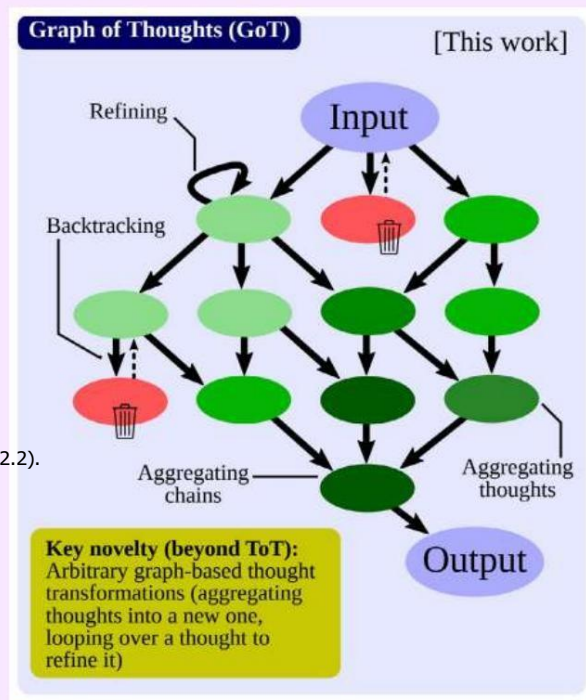 Graph of Thoughts (GoT)
[This work]
Refining
Input
Backtracking
2.2).
Aggregating
chains
Aggregating
thoughts
Output
Key novelty (beyond ToT):
Arbitrary graph-based thought
transformations (aggregating
thoughts into a new one,
looping over a thought to
refine it)